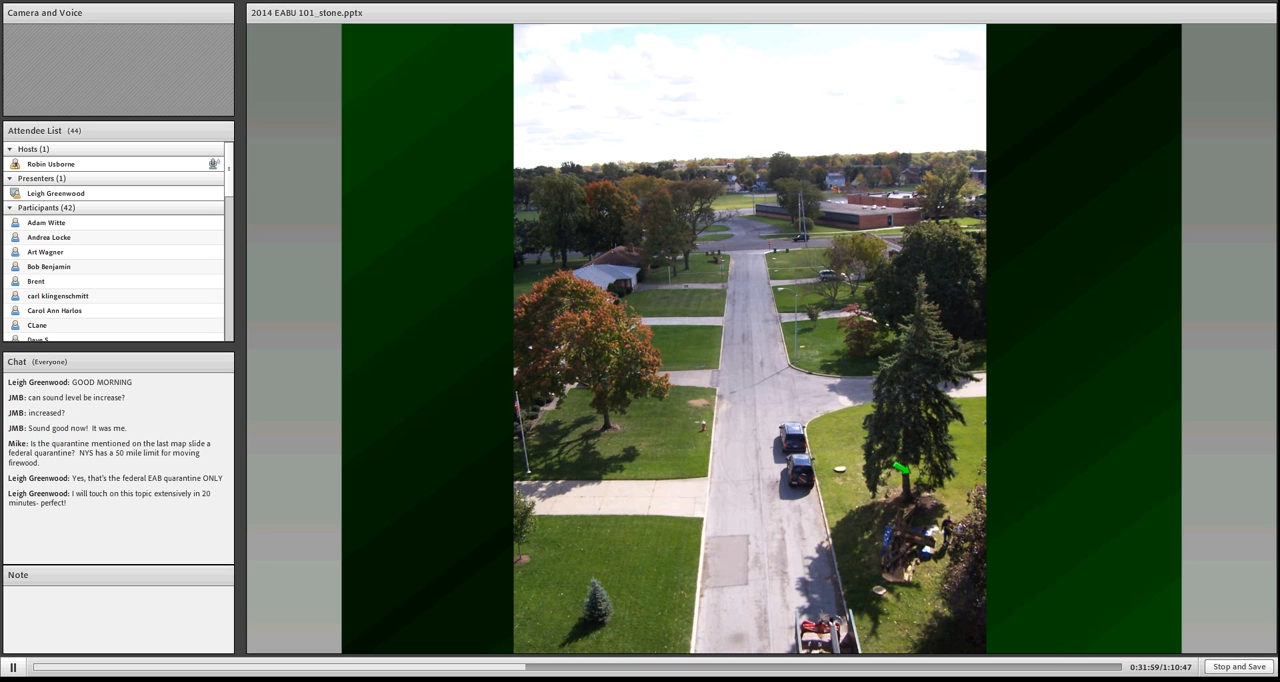 Camera and Voice
2014 EABU 101_stone.pptx
Attendee List (44)
Hosts (1)
Robin Usborne
Presenters (1)
Leigh Greenwood
Participants (42)
Adam Witte
Andrea Locke
Art Wagner
Bob Benjamin
Brent
carl klingenschmitt
Carol Ann Harlos
CLane
Dave S
Chat (Everyone)
Leigh Greenwood: GOOD MORNING
JMB: can sound level be increase?
JMB: increased?
JMB: Sound good now! It was me.
Mike: Is the quarantine mentioned on the last map slide a
federal quarantine? NYS has a 50 mile limit for moving
firewood.
Leigh Greenwood: Yes, that's the federal EAB quarantine ONLY
Leigh Greenwood: I will touch on this topic extensively in 20
minutes- perfect!
Note
0:31:59/1:10:47
Stop and Save